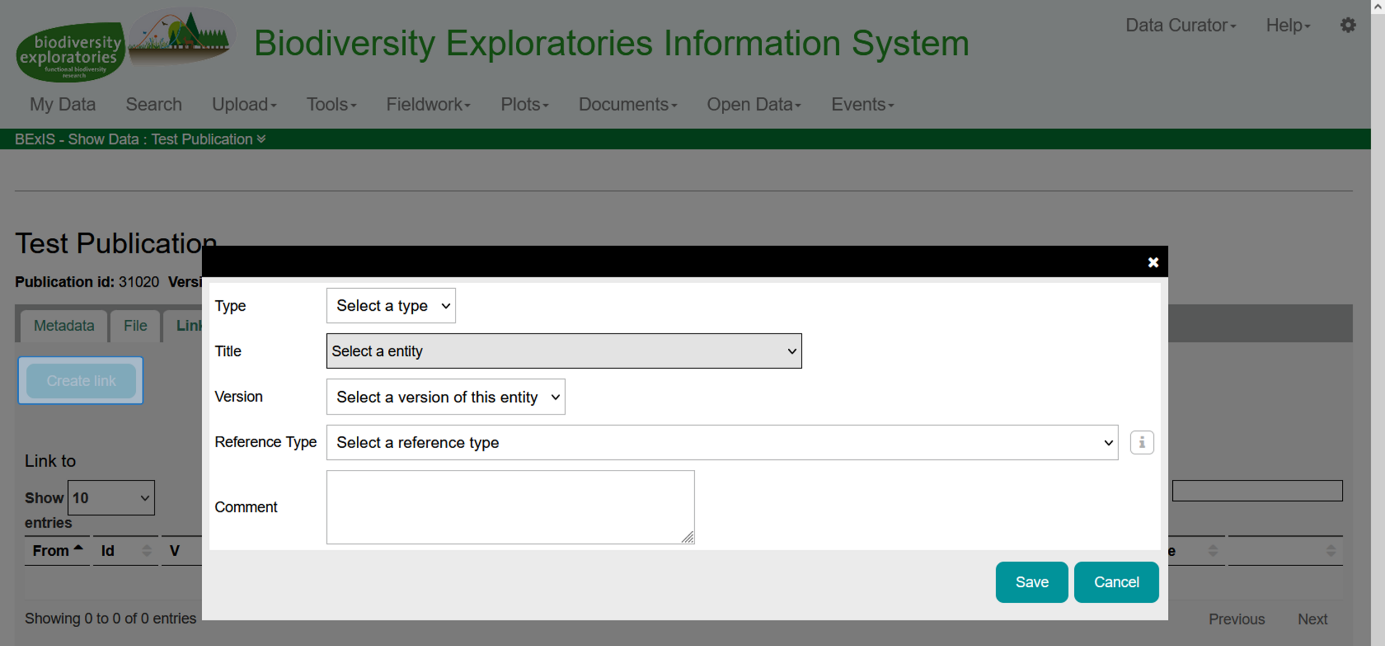 biodiversity
exploratories
functional biodiversity
research
Biodiversity Exploratories Information System
Data Curator
Help
My Data Search Upload Tools Fieldwork Plots Documents Open Data Events
BExIS - Show Data : Test Publication
Test Publication
Publication id: 31020 Versi
Metadata File Link
Create link
Type Select a type
Title Select a entity
Version Select a version of this entity
Reference Type Select a reference type i
Comment
Save Cancel
Link to
Show 10
entries
From Id V e
Showing 0 to 0 of 0 entries
Previous Next